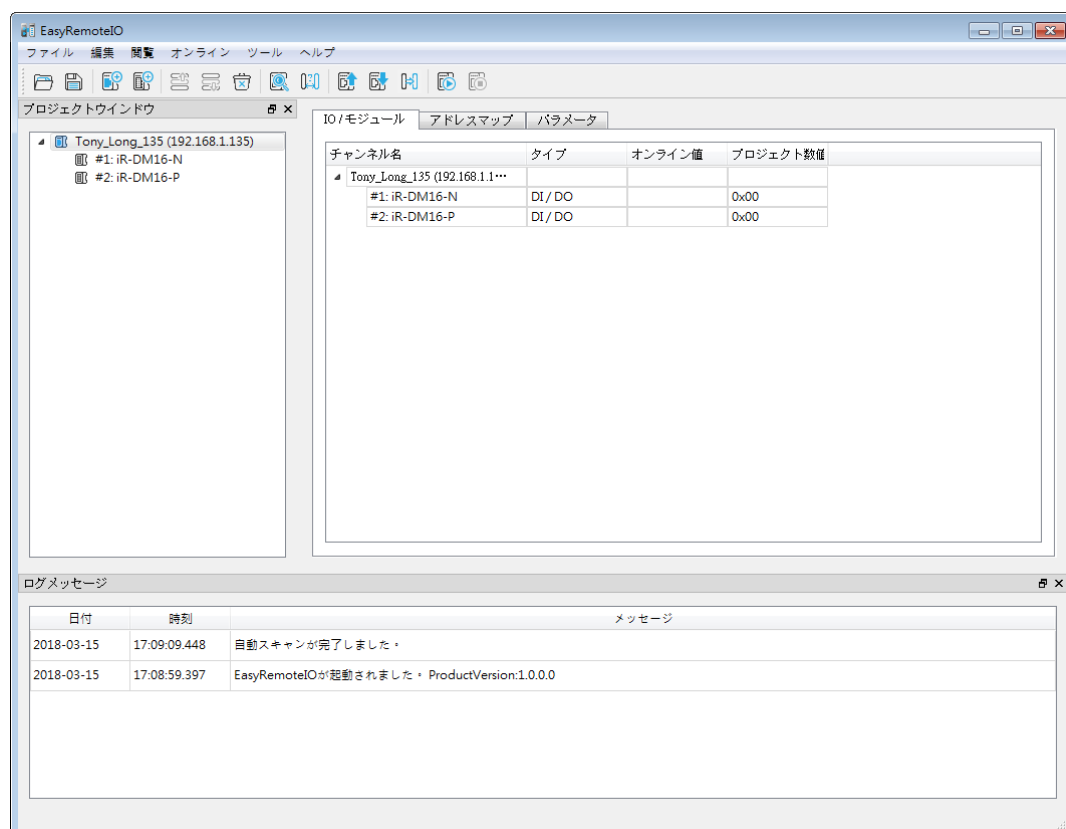 EasyRemoteIO
ファイル 編集 閲覧 オンライン ツール ヘルプ
プロジェクトウインドウ
Tony_Long_135 (192.168.1.135)
#1: iR-DM16-N
#2: iR-DM16-P
IO/モジュール アドレスマップ パラメータ
チャンネル名 タイプ オンライン値 プロジェクト数値
Tony_Long_135 (192.168.1.1⋯
#1: iR-DM16-N DI/DO 0x00
#2: iR-DM16-P DI/DO 0x00
ログメッセージ
日付 時刻 メッセージ
2018-03-15 17:09:09.448 自動スキャンが完了しました。
2018-03-15 17:08:59.397 EasyRemoteIOが起動されました。 ProductVersion:1.0.0.0